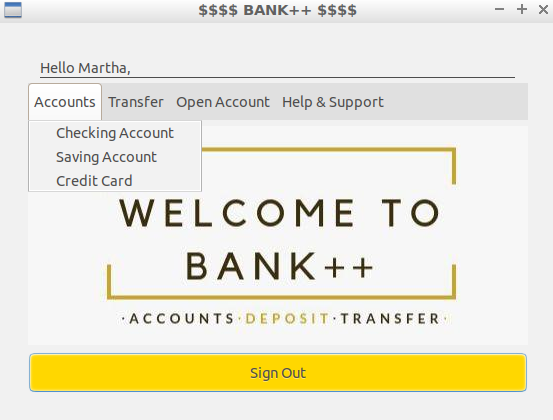 $$$$ BANK++ $$$$
Hello Martha,
Accounts Transfer Open Account Help & Support
Checking Account
Saving Account
Credit Card
WELCOME TO
BANK++
·ACCOUNTS·DEPOSIT·TRANSFER·
Sign Out